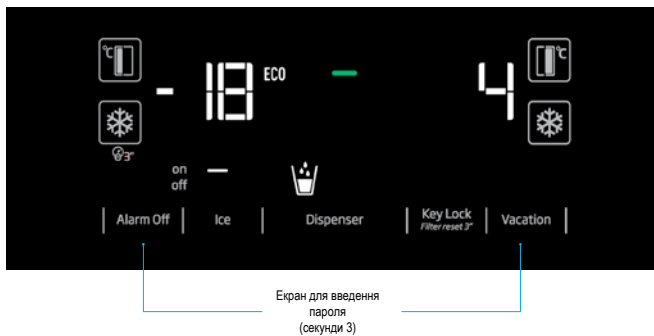 °C °C
- 18 ECO 4
3"
on
off
Alarm Off Ice Dispenser Key Lock Vacation
Filter reset 3"
Екран для введення
пароля
(секунди 3)